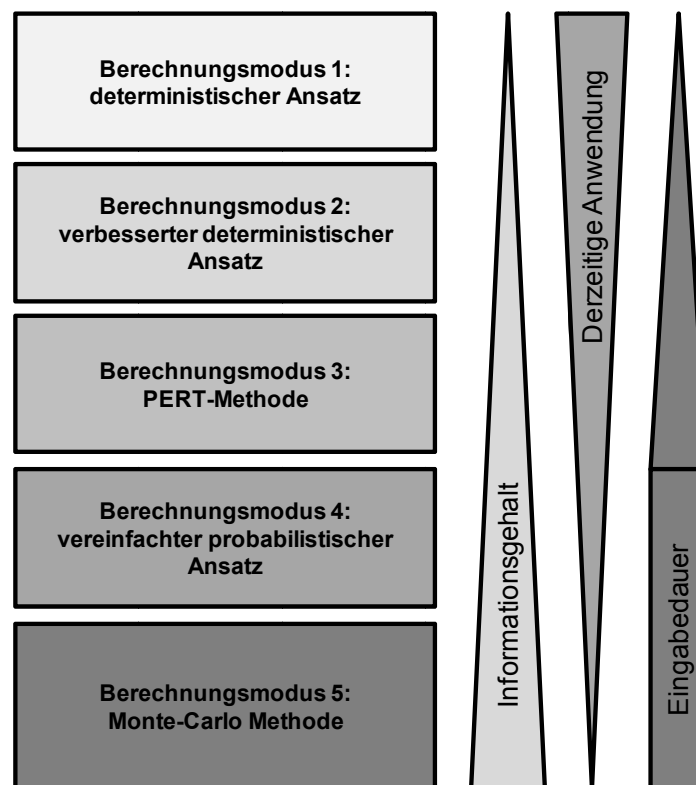 Berechnungsmodus 1:
deterministischer Ansatz
Berechnungsmodus 2:
verbesserter deterministischer
Ansatz
Berechnungsmodus 3:
PERT-Methode
Berechnungsmodus 4:
vereinfachter probabilistischer
Ansatz
Berechnungsmodus 5:
Monte-Carlo Methode
Informationsgehalt
Derzeitige Anwendung
Eingabedauer